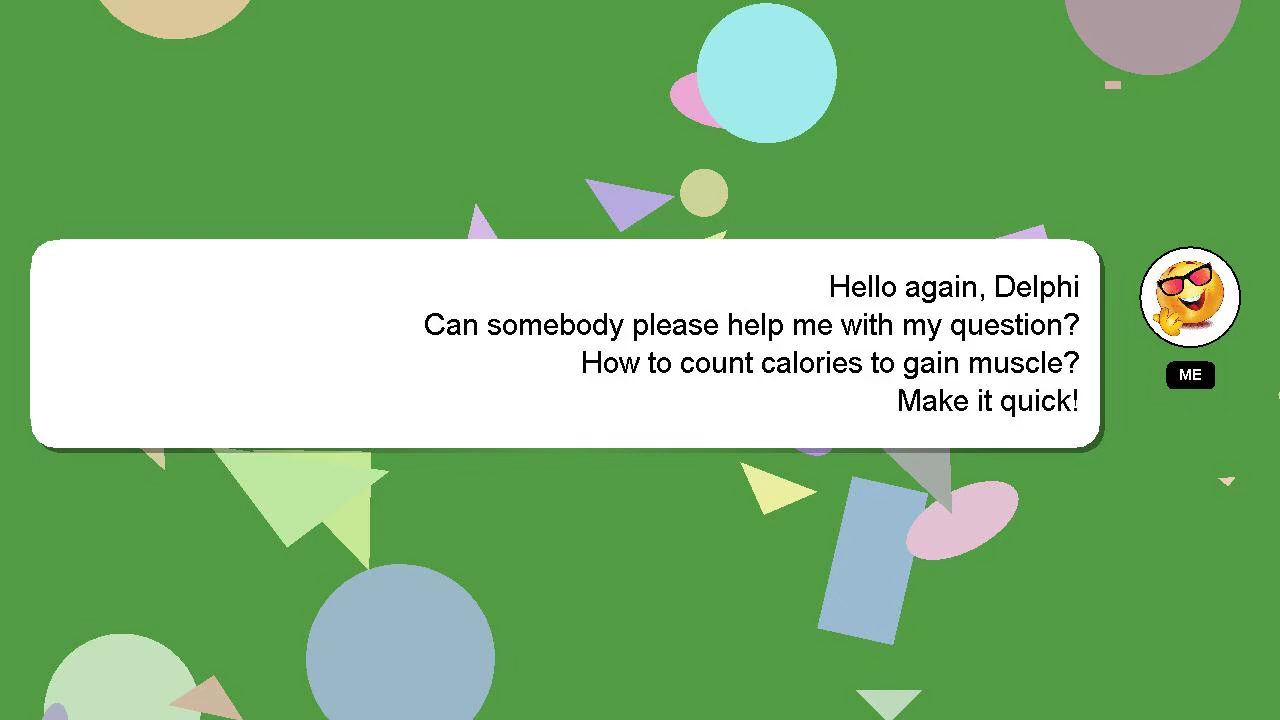 Hello again, Delphi
Can somebody please help me with my question?
How to count calories to gain muscle?
Make it quick!
ME